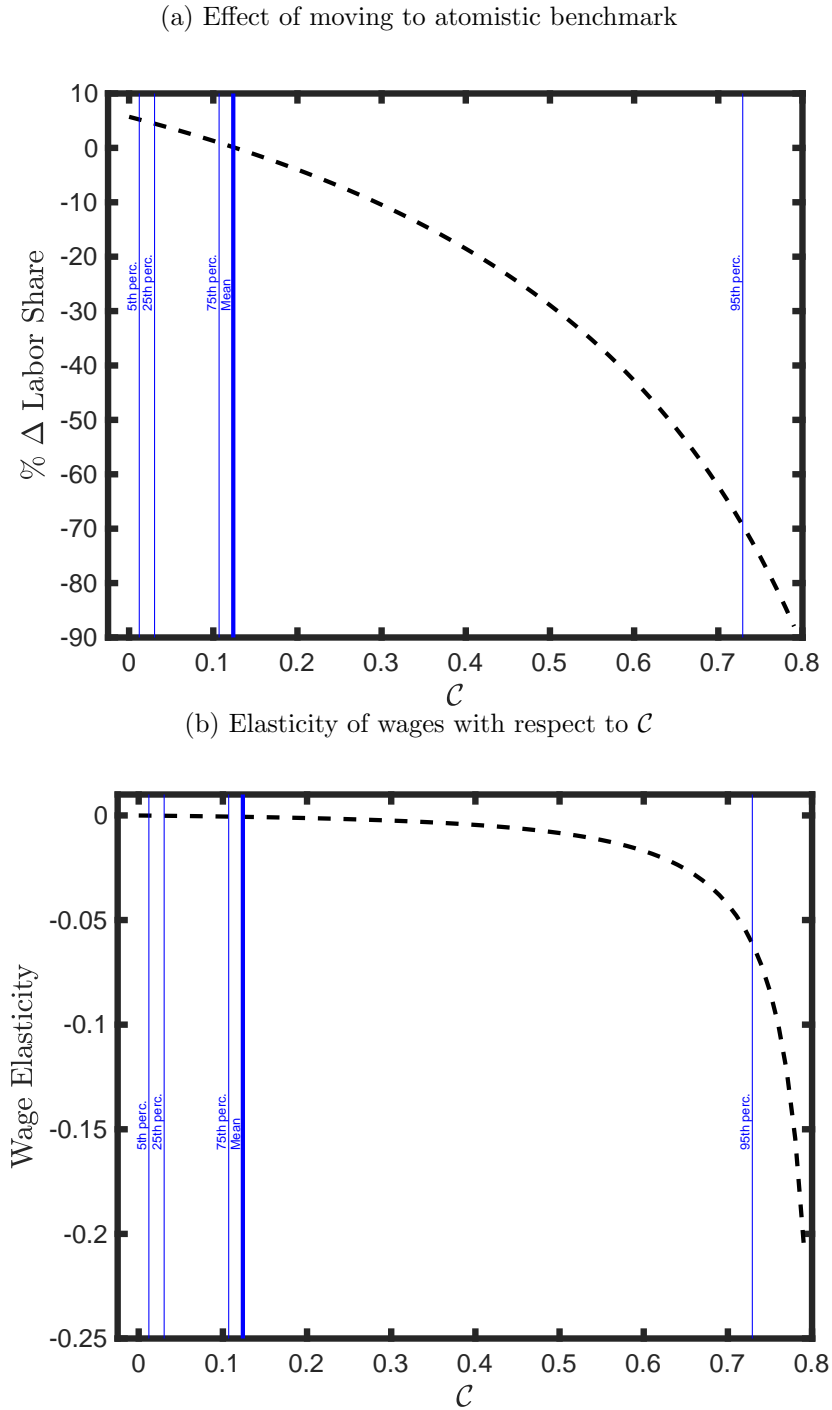 (a) Effect of moving to atomistic benchmark
10
0
-10
-20
-30
-40
-50
-60
-70
-80
-90
% Δ Labor Share
5th perc.
25th perc.
75th perc.
Mean
95th perc.
0 0.1 0.2 0.3 0.4 0.5 0.6 0.7 0.8
𝒞
(b) Elasticity of wages with respect to 𝒞
0
-0.05
-0.1
-0.15
-0.2
-0.25
Wage Elasticity
5th perc.
25th perc.
75th perc.
Mean
95th perc.
0 0.1 0.2 0.3 0.4 0.5 0.6 0.7 0.8
𝒞